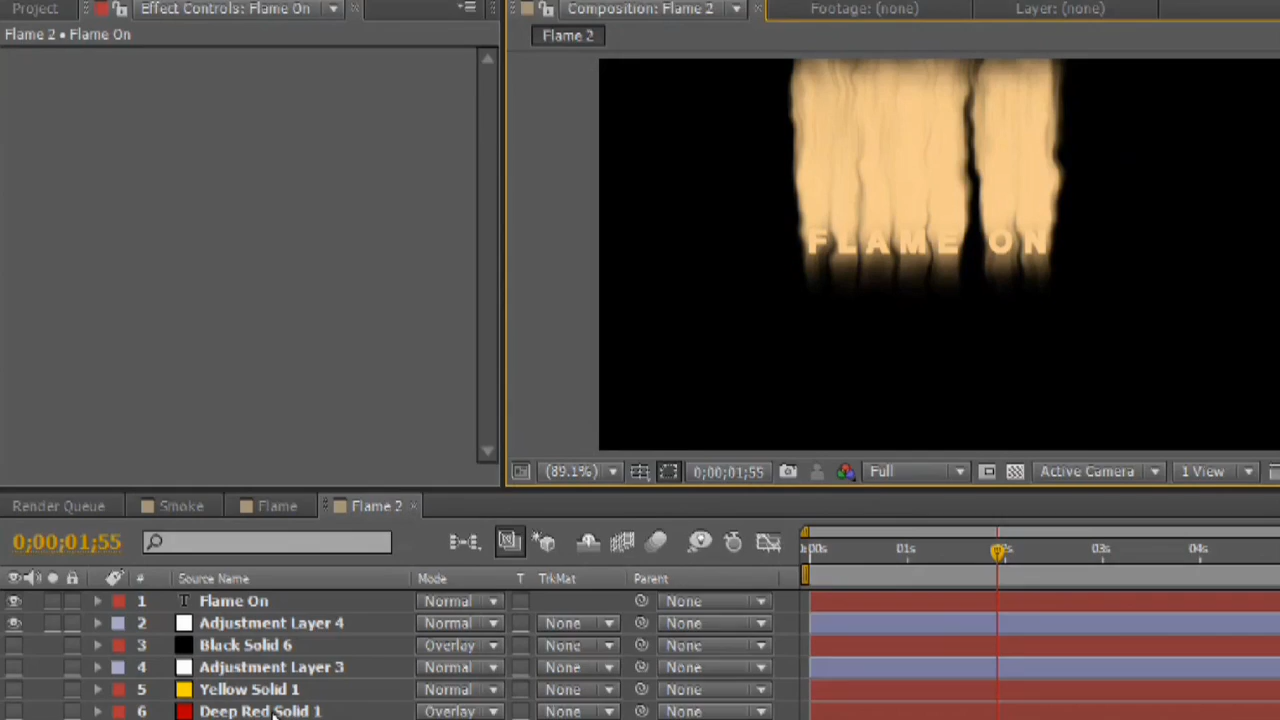 Project Effect Controls: Flame On Composition: Flame 2 Footage: (none) Layer: (none)
Flame 2 • Flame On
Flame 2
FLAME ON
(89.1%) 0;00;01;55 Full Active Camera 1 View
Render Queue Smoke Flame Flame 2
0;00;01;55
:00s 01s 03s 04s
# Source Name Mode T TrkMat Parent
1 T Flame On Normal None
2 Adjustment Layer 4 Normal None None
3 Black Solid 6 Overlay None None
4 Adjustment Layer 3 Normal None None
5 Yellow Solid 1 Normal None None
6 Deep Red Solid 1 Overlay None None